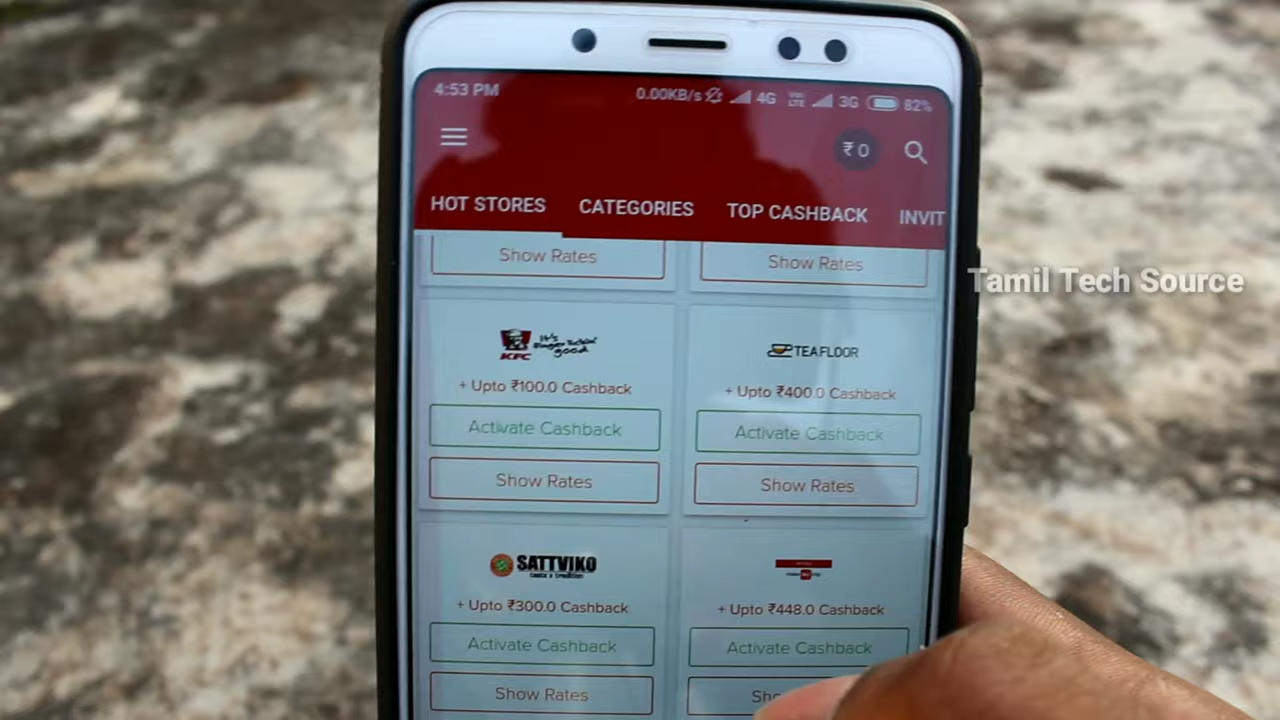 4:53 PM 0.00KB/s 4G VoLTE 3G 82%
₹ 0
HOT STORES CATEGORIES TOP CASHBACK INVIT
Show Rates Show Rates
Tamil Tech Source
KFC It's finger lickin' good TEAFLOOR
+ Upto ₹100.0 Cashback + Upto ₹400.0 Cashback
Activate Cashback Activate Cashback
Show Rates Show Rates
SATTVIKO
+ Upto ₹300.0 Cashback + Upto ₹448.0 Cashback
Activate Cashback Activate Cashback
Show Rates Sho